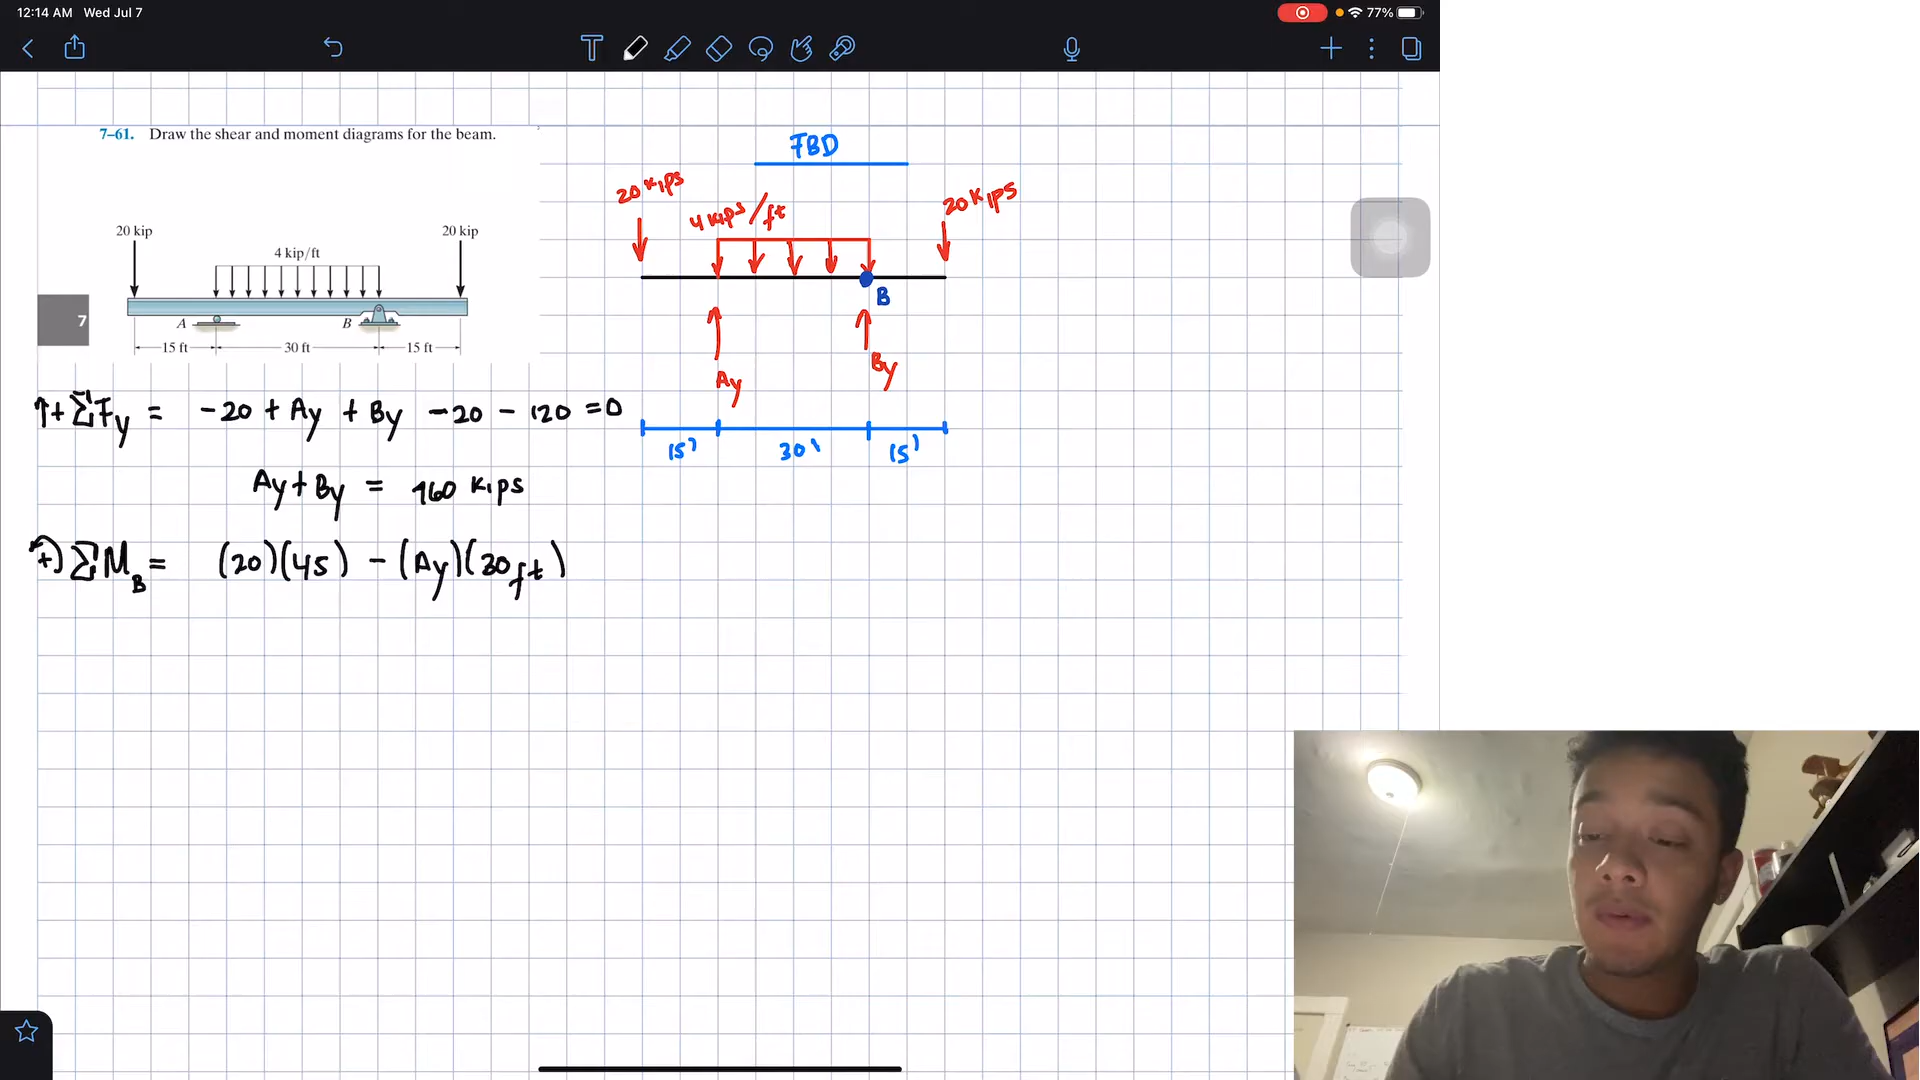 12:14 AM Wed Jul 7
77%
7–61. Draw the shear and moment diagrams for the beam.
FBD
20 kips
20 kips
4 kips/ft
20 kip
20 kip
4 kip/ft
B
7
A
B
15 ft
30 ft
15 ft
Ay
By
↑+ ΣFy = -20 + Ay + By -20 - 120 = 0
15'
30'
15'
Ay + By = 160 kips
+) ΣM_B = (20)(45) - (Ay)(30 ft)